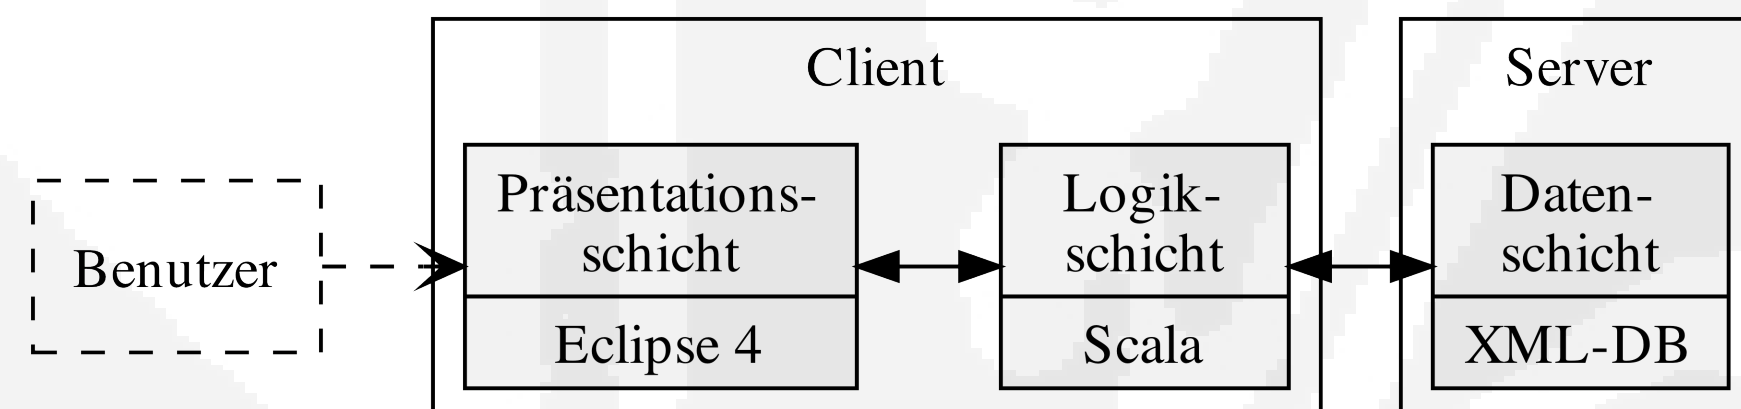 Client
Server
Benutzer
Präsentations-
schicht
Eclipse 4
Logik-
schicht
Scala
Daten-
schicht
XML-DB